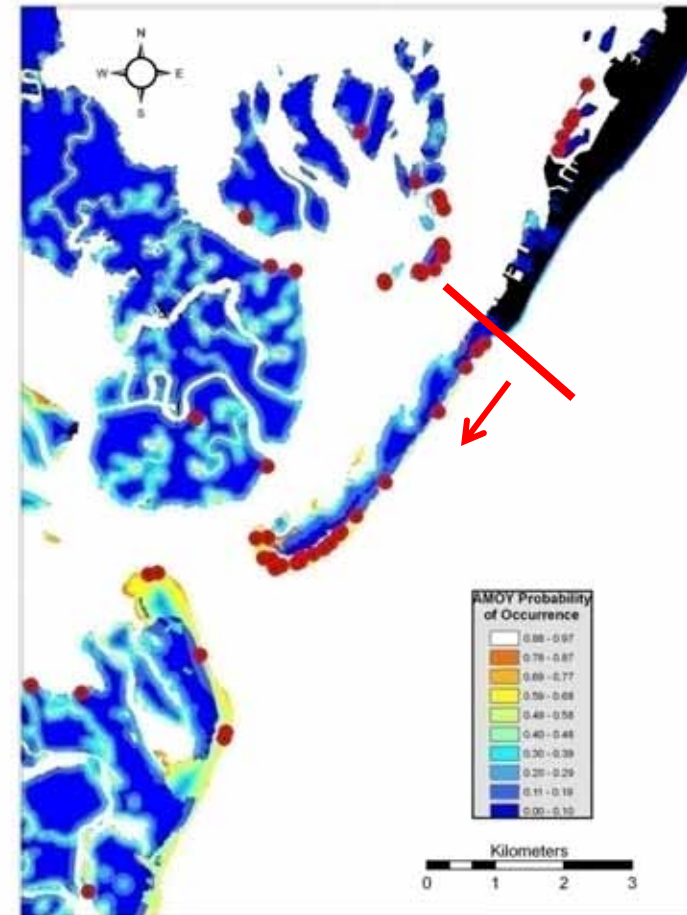 N
W E
S
AMOY Probability
of Occurrence
0.88 - 0.97
0.78 - 0.87
0.69 - 0.77
0.59 - 0.68
0.49 - 0.58
0.40 - 0.48
0.30 - 0.39
0.20 - 0.29
0.11 - 0.19
0.00 - 0.10
Kilometers
0 1 2 3